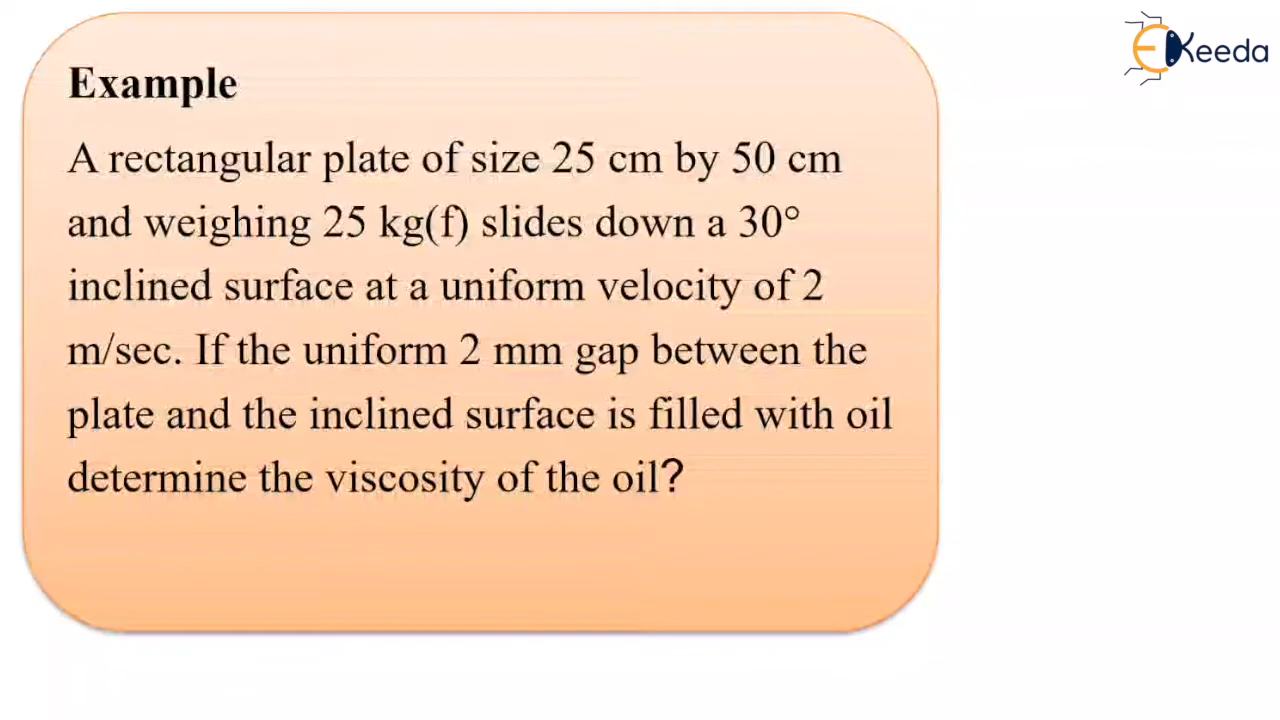 EKeeda
Example
A rectangular plate of size 25 cm by 50 cm
and weighing 25 kg(f) slides down a 30°
inclined surface at a uniform velocity of 2
m/sec. If the uniform 2 mm gap between the
plate and the inclined surface is filled with oil
determine the viscosity of the oil?